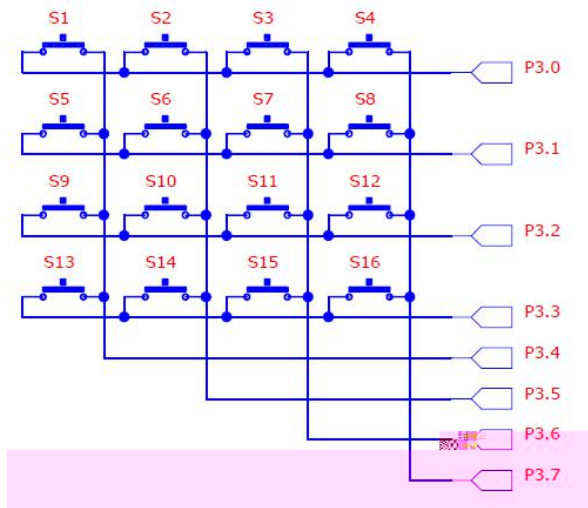 S1 S2 S3 S4
P3.0
S5 S6 S7 S8
P3.1
S9 S10 S11 S12
P3.2
S13 S14 S15 S16
P3.3
P3.4
P3.5
P3.6
P3.7